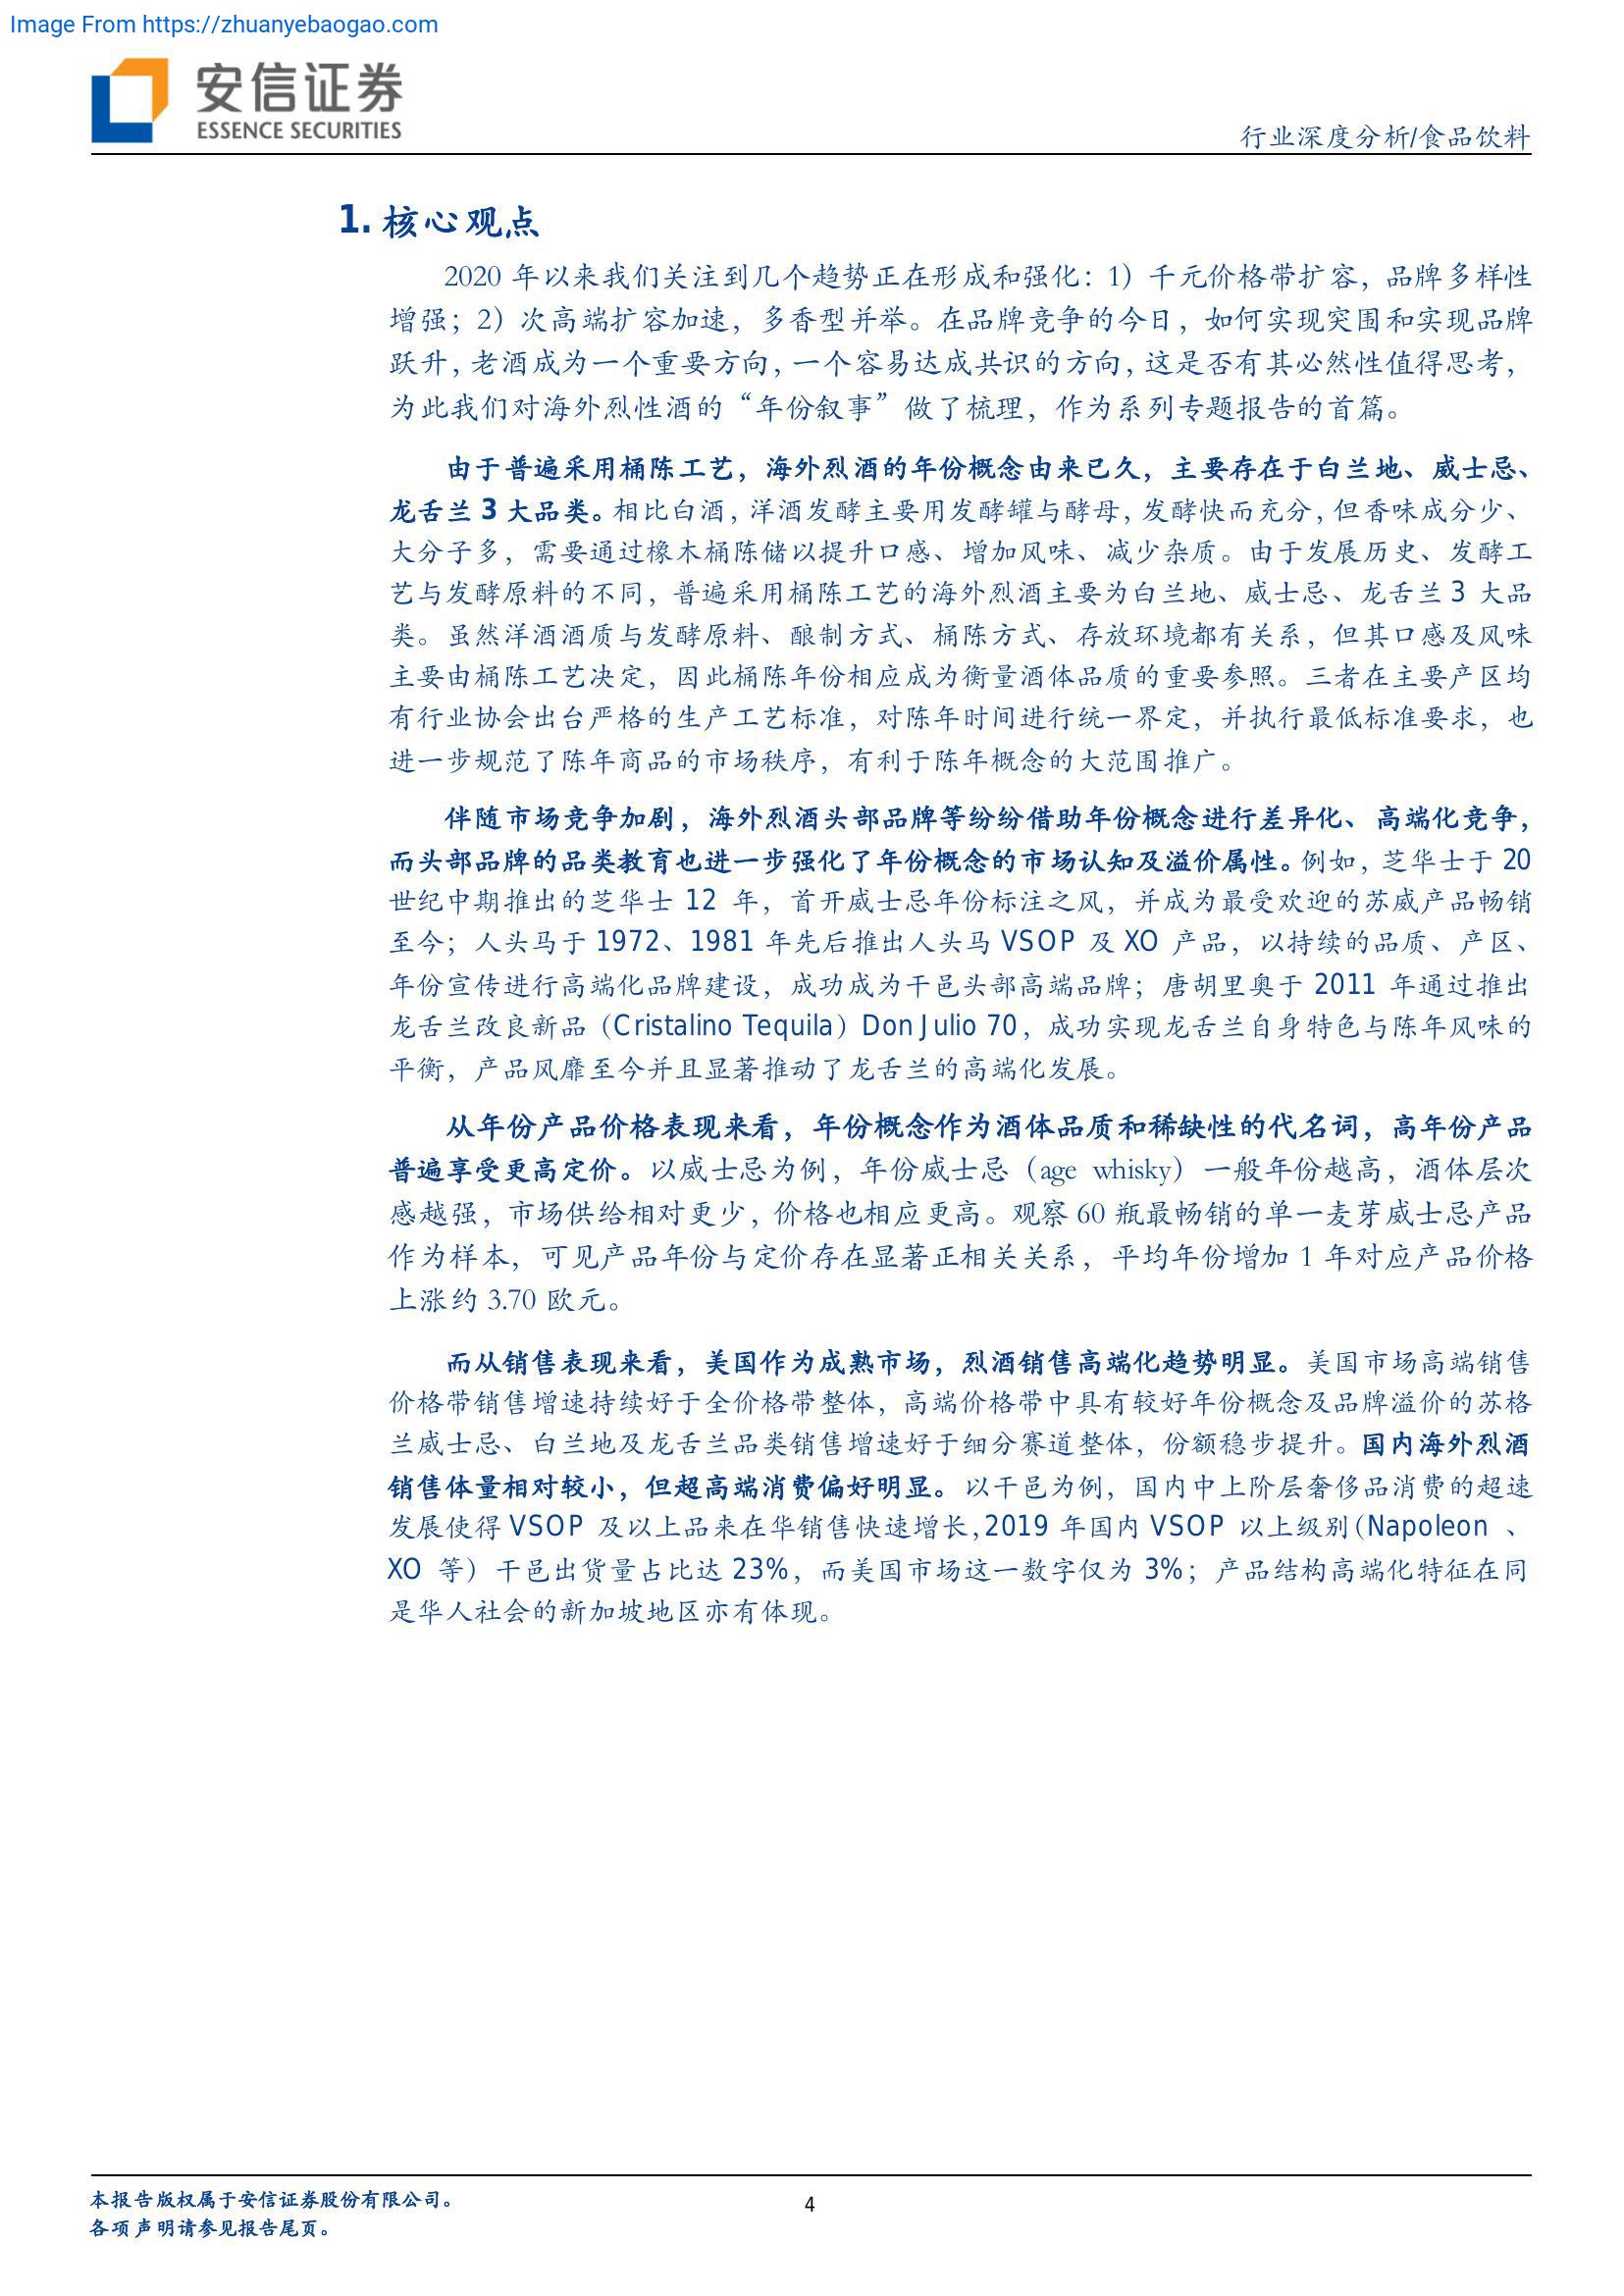 Image From https://zhuanyebaogao.com
安信证券
ESSENCE SECURITIES
行业深度分析/食品饮料
1. 核心观点
2020 年以来我们关注到几个趋势正在形成和强化：1）千元价格带扩容，品牌多样性
增强；2）次高端扩容加速，多香型并举。在品牌竞争的今日，如何实现突围和实现品牌
跃升，老酒成为一个重要方向，一个容易达成共识的方向，这是否有其必然性值得思考，
为此我们对海外烈性酒的“年份叙事”做了梳理，作为系列专题报告的首篇。
由于普遍采用桶陈工艺，海外烈酒的年份概念由来已久，主要存在于白兰地、威士忌、
龙舌兰 3 大品类。相比白酒，洋酒发酵主要用发酵罐与酵母，发酵快而充分，但香味成分少、
大分子多，需要通过橡木桶陈储以提升口感、增加风味、减少杂质。由于发展历史、发酵工
艺与发酵原料的不同，普遍采用桶陈工艺的海外烈酒主要为白兰地、威士忌、龙舌兰 3 大品
类。虽然洋酒酒质与发酵原料、酿制方式、桶陈方式、存放环境都有关系，但其口感及风味
主要由桶陈工艺决定，因此桶陈年份相应成为衡量酒体品质的重要参照。三者在主要产区均
有行业协会出台严格的生产工艺标准，对陈年时间进行统一界定，并执行最低标准要求，也
进一步规范了陈年商品的市场秩序，有利于陈年概念的大范围推广。
伴随市场竞争加剧，海外烈酒头部品牌等纷纷借助年份概念进行差异化、高端化竞争，
而头部品牌的品类教育也进一步强化了年份概念的市场认知及溢价属性。例如，芝华士于 20
世纪中期推出的芝华士 12 年，首开威士忌年份标注之风，并成为最受欢迎的苏威产品畅销
至今；人头马于 1972、1981 年先后推出人头马 VSOP 及 XO 产品，以持续的品质、产区、
年份宣传进行高端化品牌建设，成功成为干邑头部高端品牌；唐胡里奥于 2011 年通过推出
龙舌兰改良新品（Cristalino Tequila）Don Julio 70，成功实现龙舌兰自身特色与陈年风味的
平衡，产品风靡至今并且显著推动了龙舌兰的高端化发展。
从年份产品价格表现来看，年份概念作为酒体品质和稀缺性的代名词，高年份产品
普遍享受更高定价。以威士忌为例，年份威士忌（age whisky）一般年份越高，酒体层次
感越强，市场供给相对更少，价格也相应更高。观察 60 瓶最畅销的单一麦芽威士忌产品
作为样本，可见产品年份与定价存在显著正相关关系，平均年份增加 1 年对应产品价格
上涨约 3.70 欧元。
而从销售表现来看，美国作为成熟市场，烈酒销售高端化趋势明显。美国市场高端销售
价格带销售增速持续好于全价格带整体，高端价格带中具有较好年份概念及品牌溢价的苏格
兰威士忌、白兰地及龙舌兰品类销售增速好于细分赛道整体，份额稳步提升。国内海外烈酒
销售体量相对较小，但超高端消费偏好明显。以干邑为例，国内中上阶层奢侈品消费的超速
发展使得 VSOP 及以上品来在华销售快速增长，2019 年国内 VSOP 以上级别（Napoleon 、
XO 等）干邑出货量占比达 23%，而美国市场这一数字仅为 3%；产品结构高端化特征在同
是华人社会的新加坡地区亦有体现。
本报告版权属于安信证券股份有限公司。
4
各项声明请参见报告尾页。